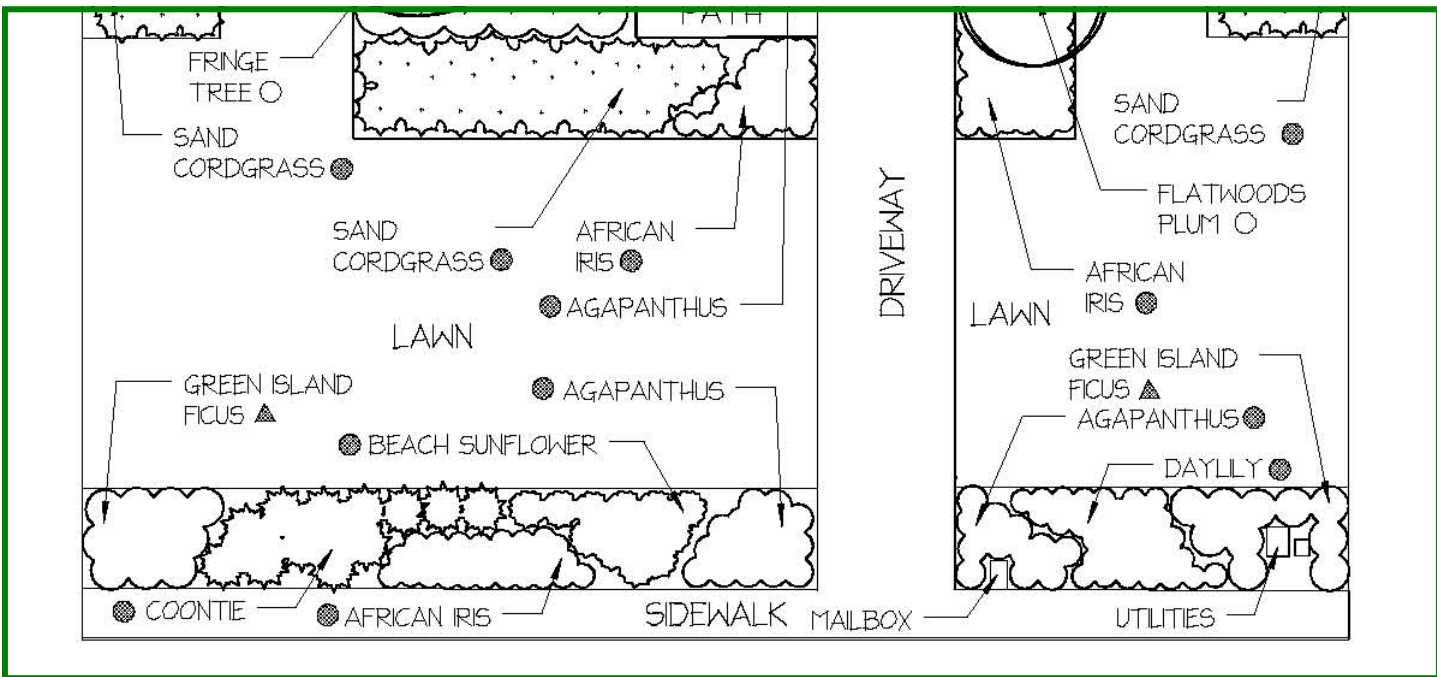 PATH
FRINGE
TREE
SAND
CORDGRASS
SAND
CORDGRASS
AFRICAN
IRIS
AGAPANTHUS
LAWN
GREEN ISLAND
FICUS
AGAPANTHUS
BEACH SUNFLOWER
COONTIE
AFRICAN IRIS
SIDEWALK
DRIVEWAY
SAND
CORDGRASS
FLATWOODS
PLUM
AFRICAN
IRIS
LAWN
GREEN ISLAND
FICUS
AGAPANTHUS
DAYLILY
MAILBOX
UTILITIES